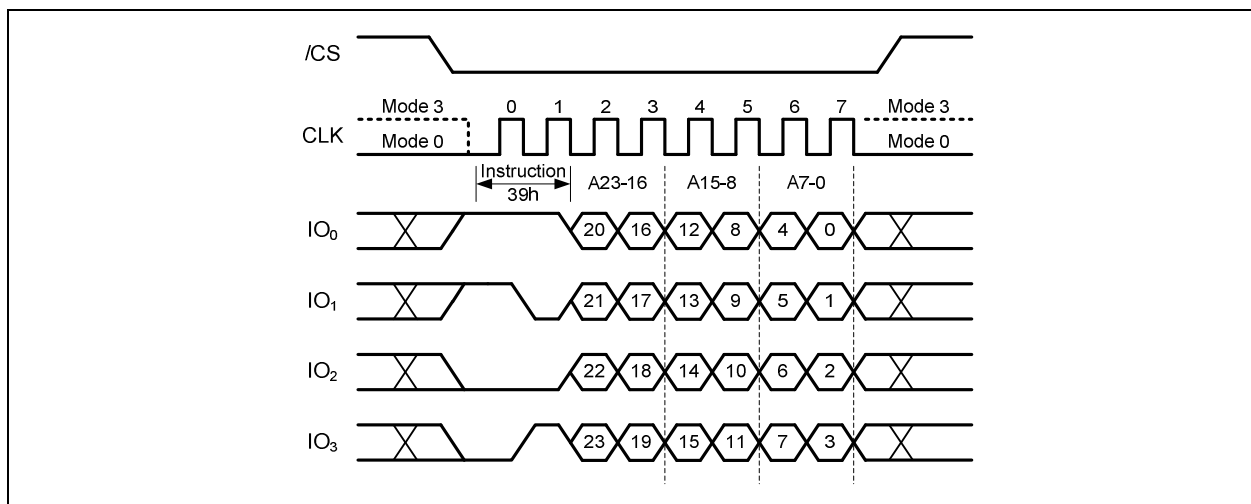 /CS
Mode 3 0 1 2 3 4 5 6 7 Mode 3
CLK
Mode 0 Mode 0
Instruction
39h
A23-16 A15-8 A7-0
IO₀ 20 16 12 8 4 0
IO₁ 21 17 13 9 5 1
IO₂ 22 18 14 10 6 2
IO₃ 23 19 15 11 7 3